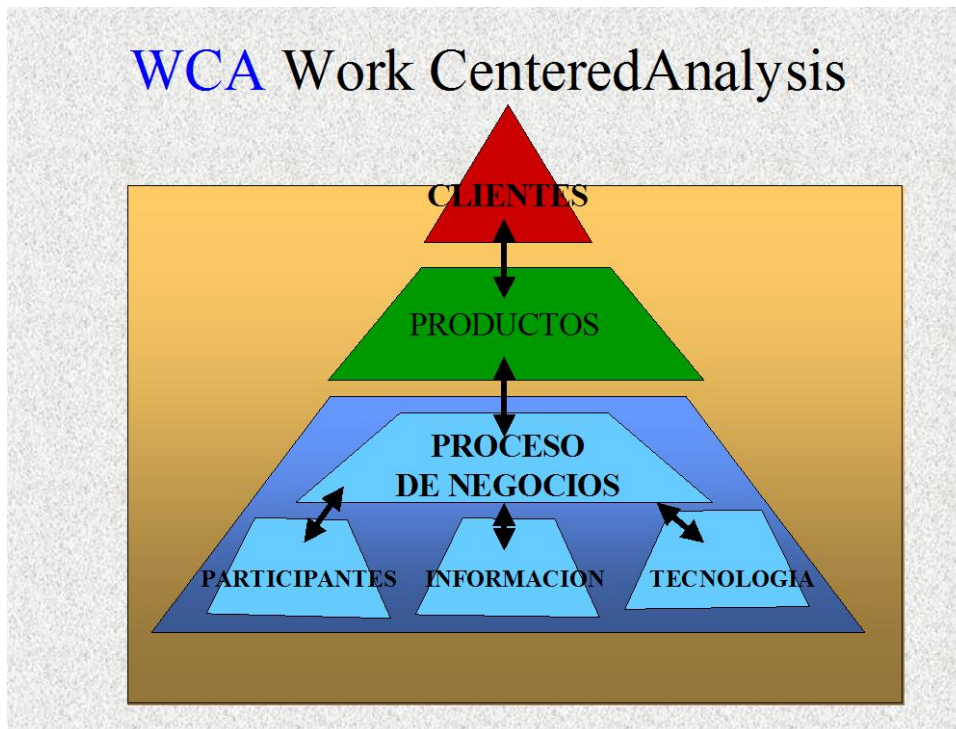 WCA Work CenteredAnalysis
CLIENTES
PRODUCTOS
PROCESO
DE NEGOCIOS
PARTICIPANTES INFORMACION TECNOLOGIA